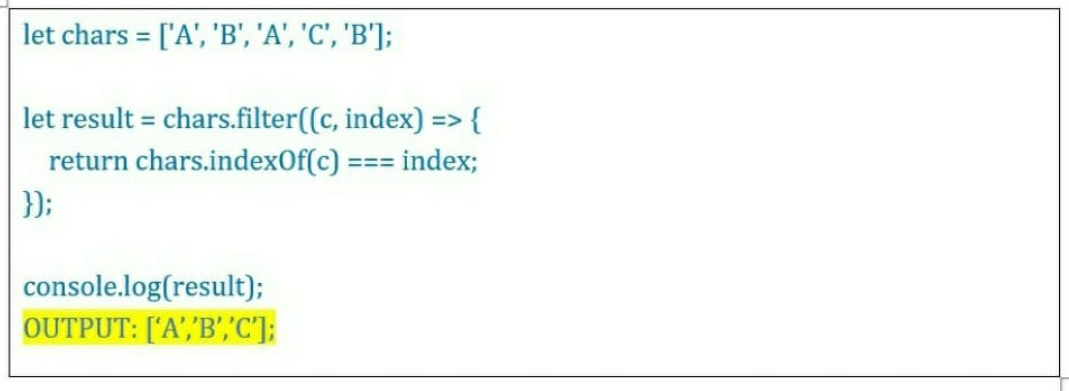 let chars = ['A', 'B', 'A', 'C', 'B'];
let result = chars.filter((c, index) => {
return chars.indexOf(c) === index;
});
console.log(result);
OUTPUT: [‘A’,’B’,’C’];